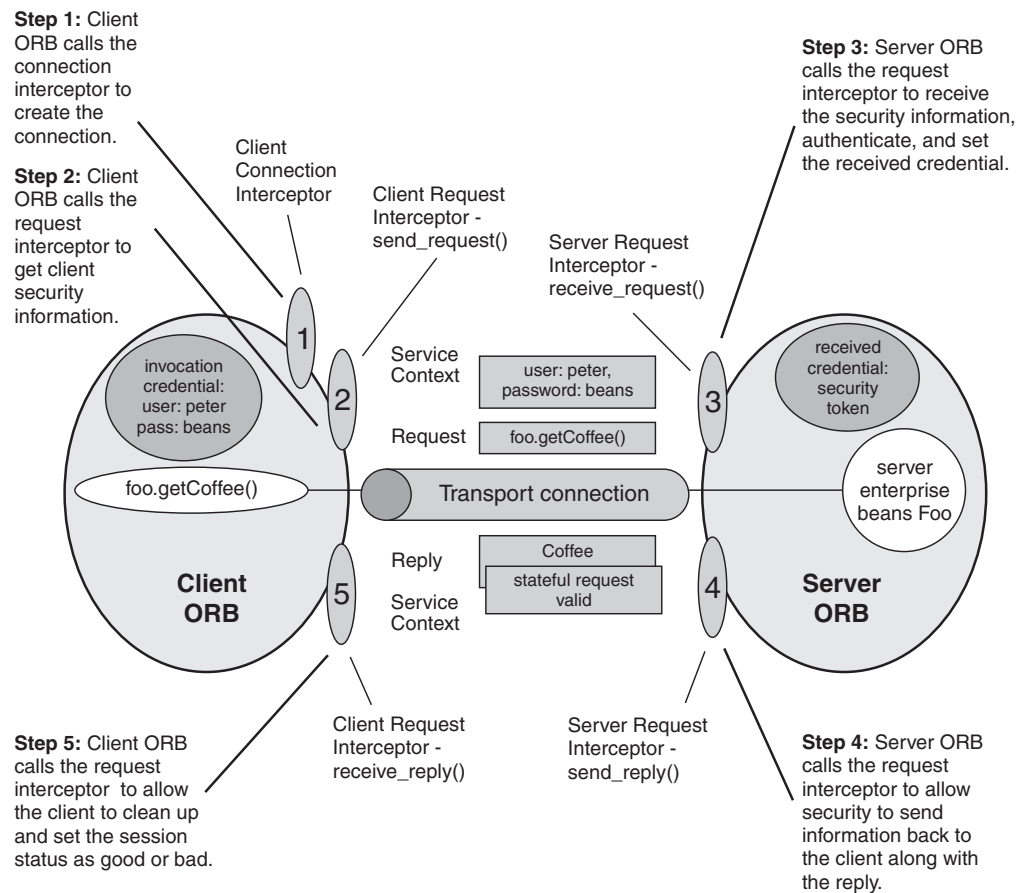 Step 1: Client
ORB calls the
connection
interceptor to
create the
connection.
Step 2: Client
ORB calls the
request
interceptor to
get client
security
information.
Client
Connection
Interceptor
Client Request
Interceptor -
send_request()
Server Request
Interceptor -
receive_request()
Step 3: Server ORB
calls the request
interceptor to receive
the security information,
authenticate, and set
the received credential.
1
2
3
invocation
credential:
user: peter
pass: beans
Service
Context
user: peter,
password: beans
received
credential:
security
token
Request
foo.getCoffee()
foo.getCoffee()
Transport connection
server
enterprise
beans Foo
Client
ORB
5
Reply
Coffee
stateful request
valid
Service
Context
4
Server
ORB
Client Request
Interceptor -
receive_reply()
Server Request
Interceptor -
send_reply()
Step 5: Client ORB
calls the request
interceptor to allow
the client to clean up
and set the session
status as good or bad.
Step 4: Server ORB
calls the request
interceptor to allow
security to send
information back to
the client along with
the reply.